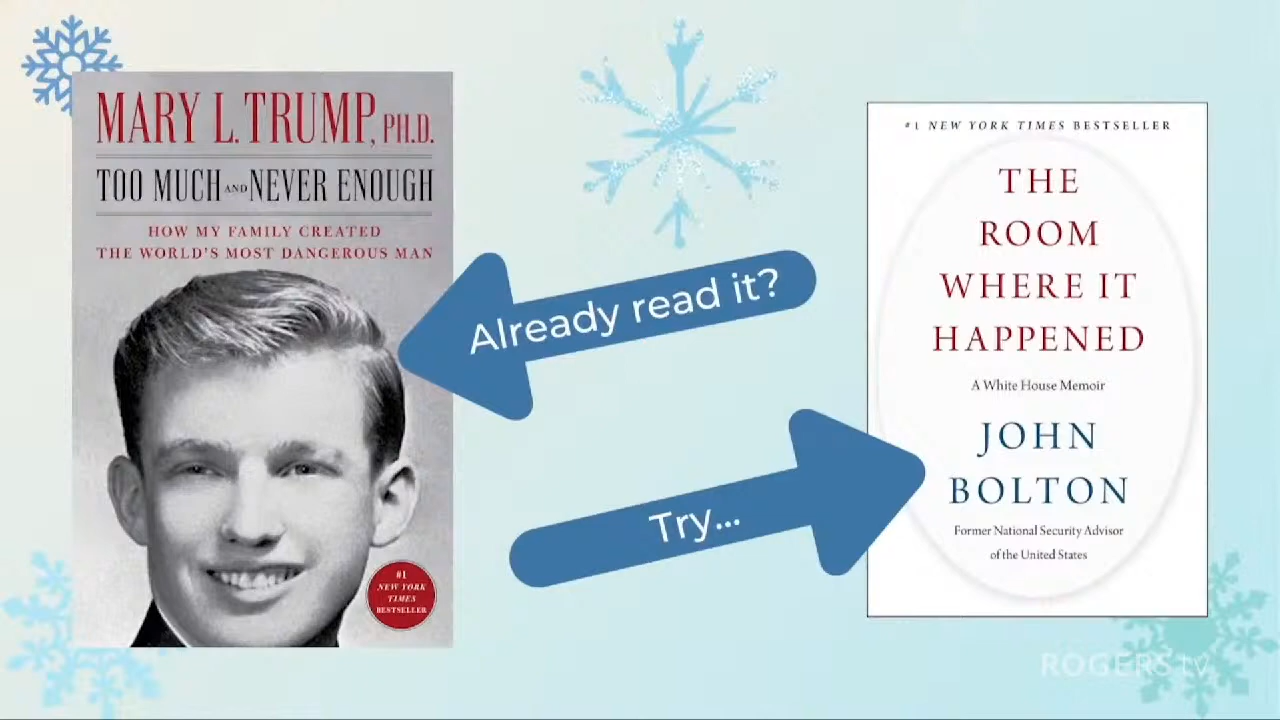 MARY L. TRUMP, PH.D.
TOO MUCH AND NEVER ENOUGH
HOW MY FAMILY CREATED
THE WORLD'S MOST DANGEROUS MAN
#1
NEW YORK
TIMES
BESTSELLER
Already read it?
Try...
#1 NEW YORK TIMES BESTSELLER
THE
ROOM
WHERE IT
HAPPENED
A White House Memoir
JOHN
BOLTON
Former National Security Advisor
of the United States
ROGERS tv